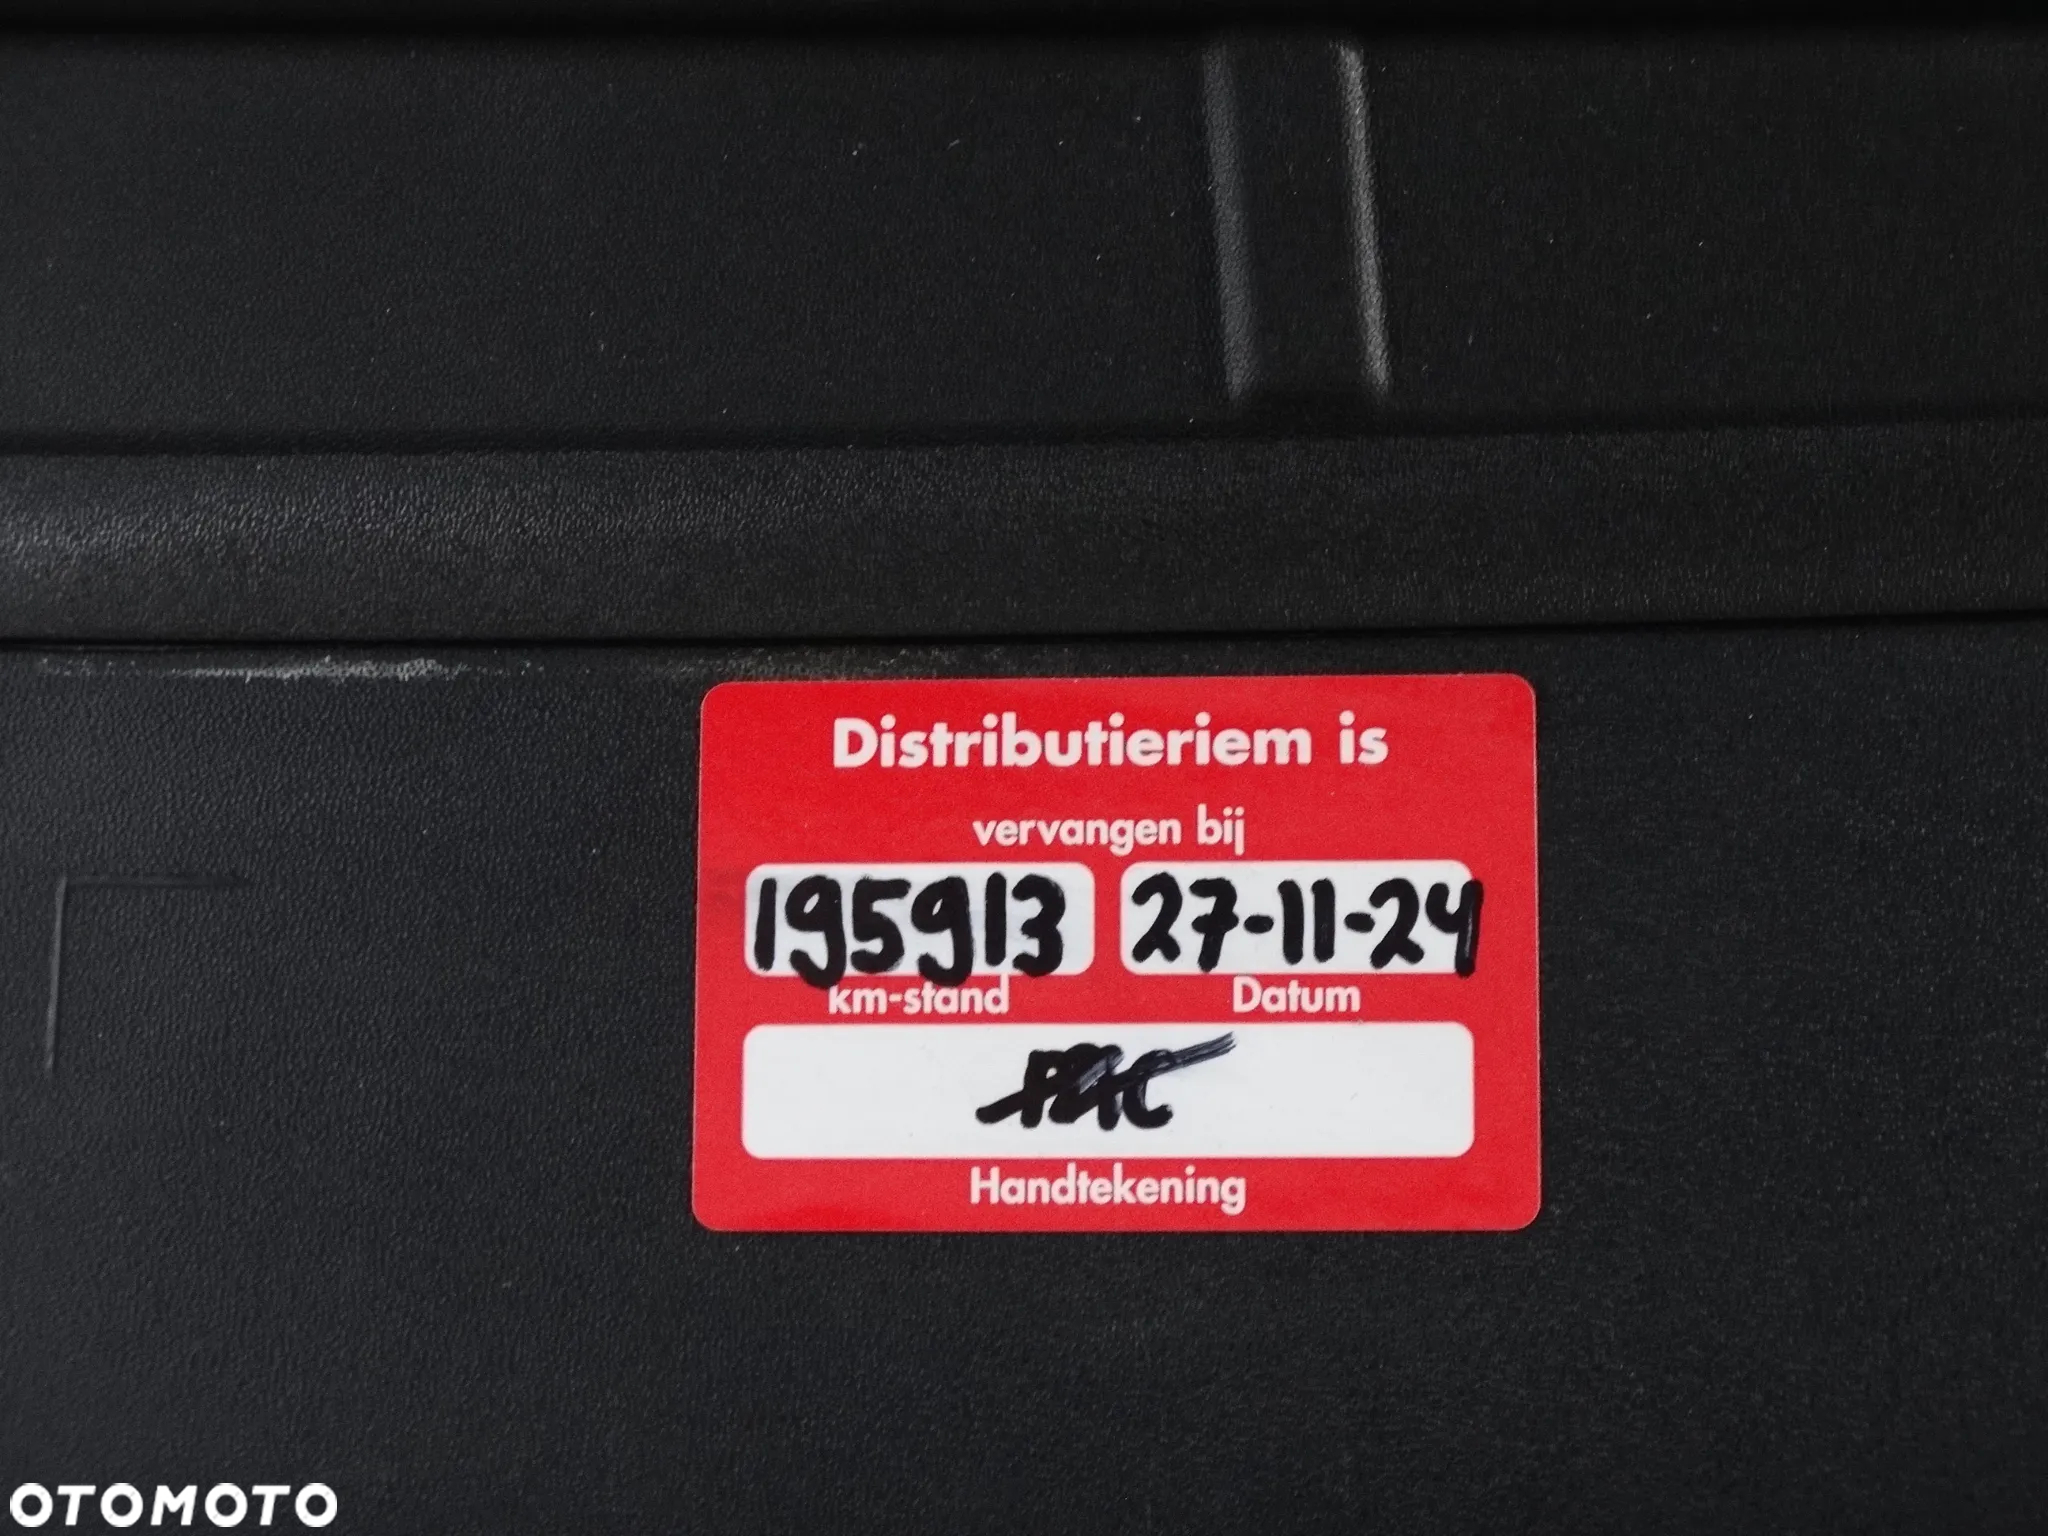 Distributieriem is
vervangen bij
195913 27-11-24
km-stand Datum
Handtekening
OTOMOTO